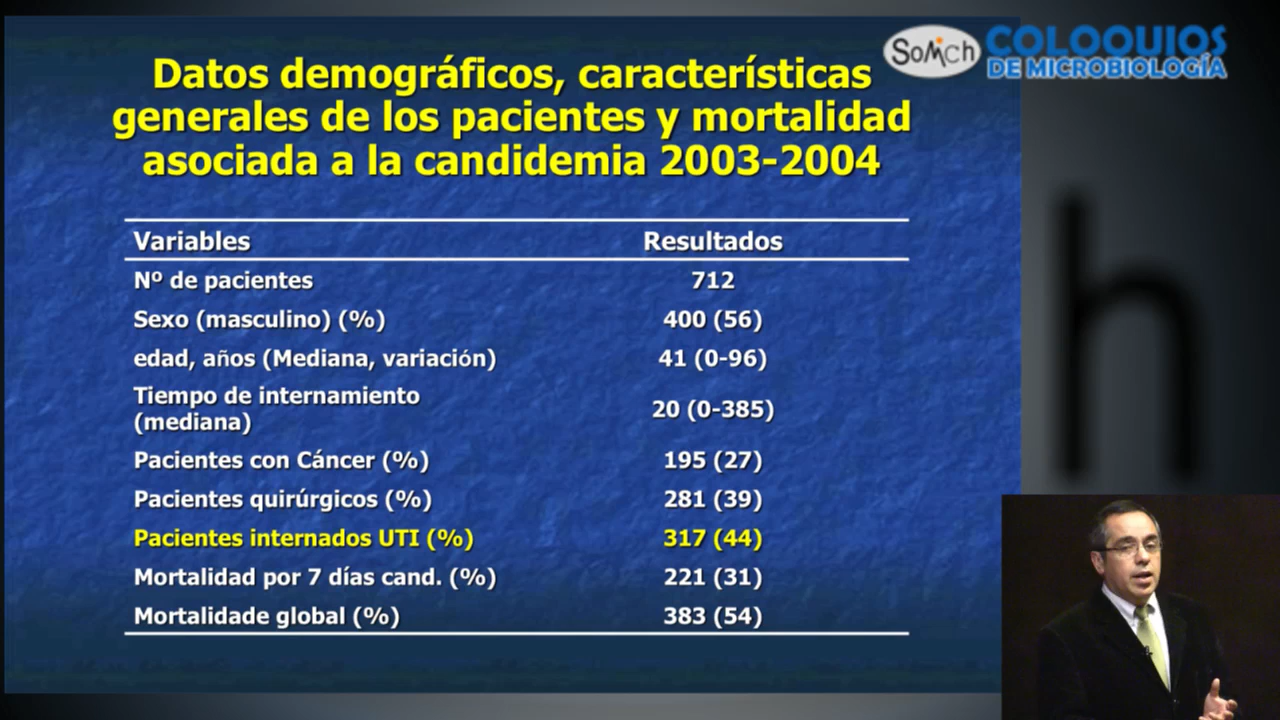 SoMich
COLOQUIOS
DE MICROBIOLOGÍA
Datos demográficos, características
generales de los pacientes y mortalidad
asociada a la candidemia 2003-2004
Variables Resultados
Nº de pacientes 712
Sexo (masculino) (%) 400 (56)
edad, años (Mediana, variación) 41 (0-96)
Tiempo de internamiento
(mediana) 20 (0-385)
Pacientes con Cáncer (%) 195 (27)
Pacientes quirúrgicos (%) 281 (39)
Pacientes internados UTI (%) 317 (44)
Mortalidad por 7 días cand. (%) 221 (31)
Mortalidade global (%) 383 (54)
h